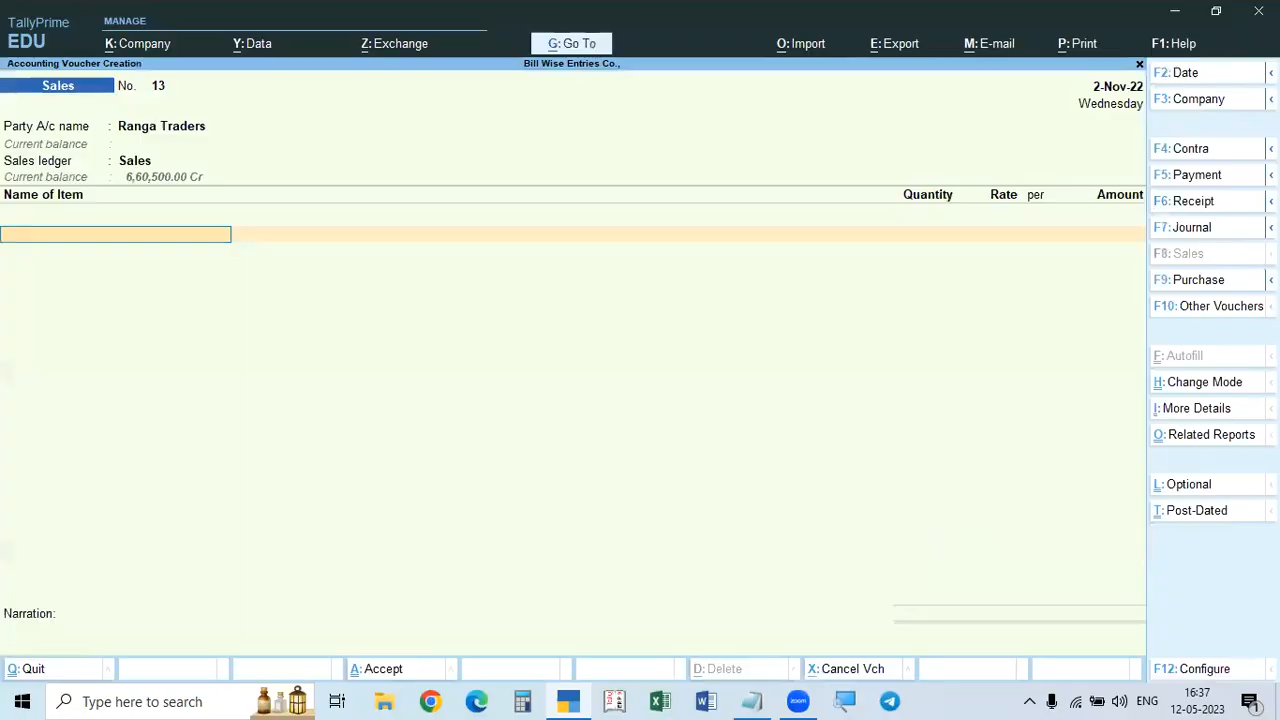 TallyPrime
EDU
MANAGE
K: Company
Y: Data
Z: Exchange
G: Go To
O: Import
E: Export
M: E-mail
P: Print
F1: Help
Accounting Voucher Creation
Bill Wise Entries Co.,
Sales No. 13
2-Nov-22
Wednesday
Party A/c name : Ranga Traders
Current balance :
Sales ledger : Sales
Current balance : 6,60,500.00 Cr
Name of Item Quantity Rate per Amount
Narration:
F2: Date
F3: Company
F4: Contra
F5: Payment
F6: Receipt
F7: Journal
F8: Sales
F9: Purchase
F10: Other Vouchers
F: Autofill
H: Change Mode
I: More Details
O: Related Reports
L: Optional
T: Post-Dated
Q: Quit
A: Accept
D: Delete
X: Cancel Vch
F12: Configure
Type here to search
ENG
16:37
12-05-2023
1
zoom